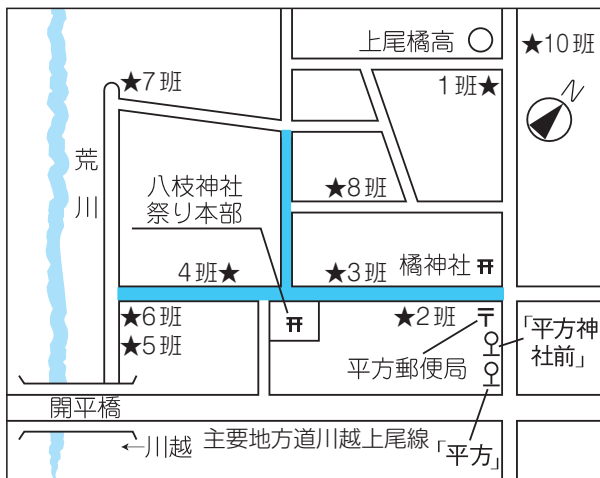 上尾橘高
★10班
★7班
1班★
N
荒
川
八枝神社
祭り本部
★8班
4班★
★3班
橘神社
★6班
★2班
〒
「平方神
社前」
★5班
平方郵便局
開平橋
←川越
主要地方道川越上尾線
「平方」